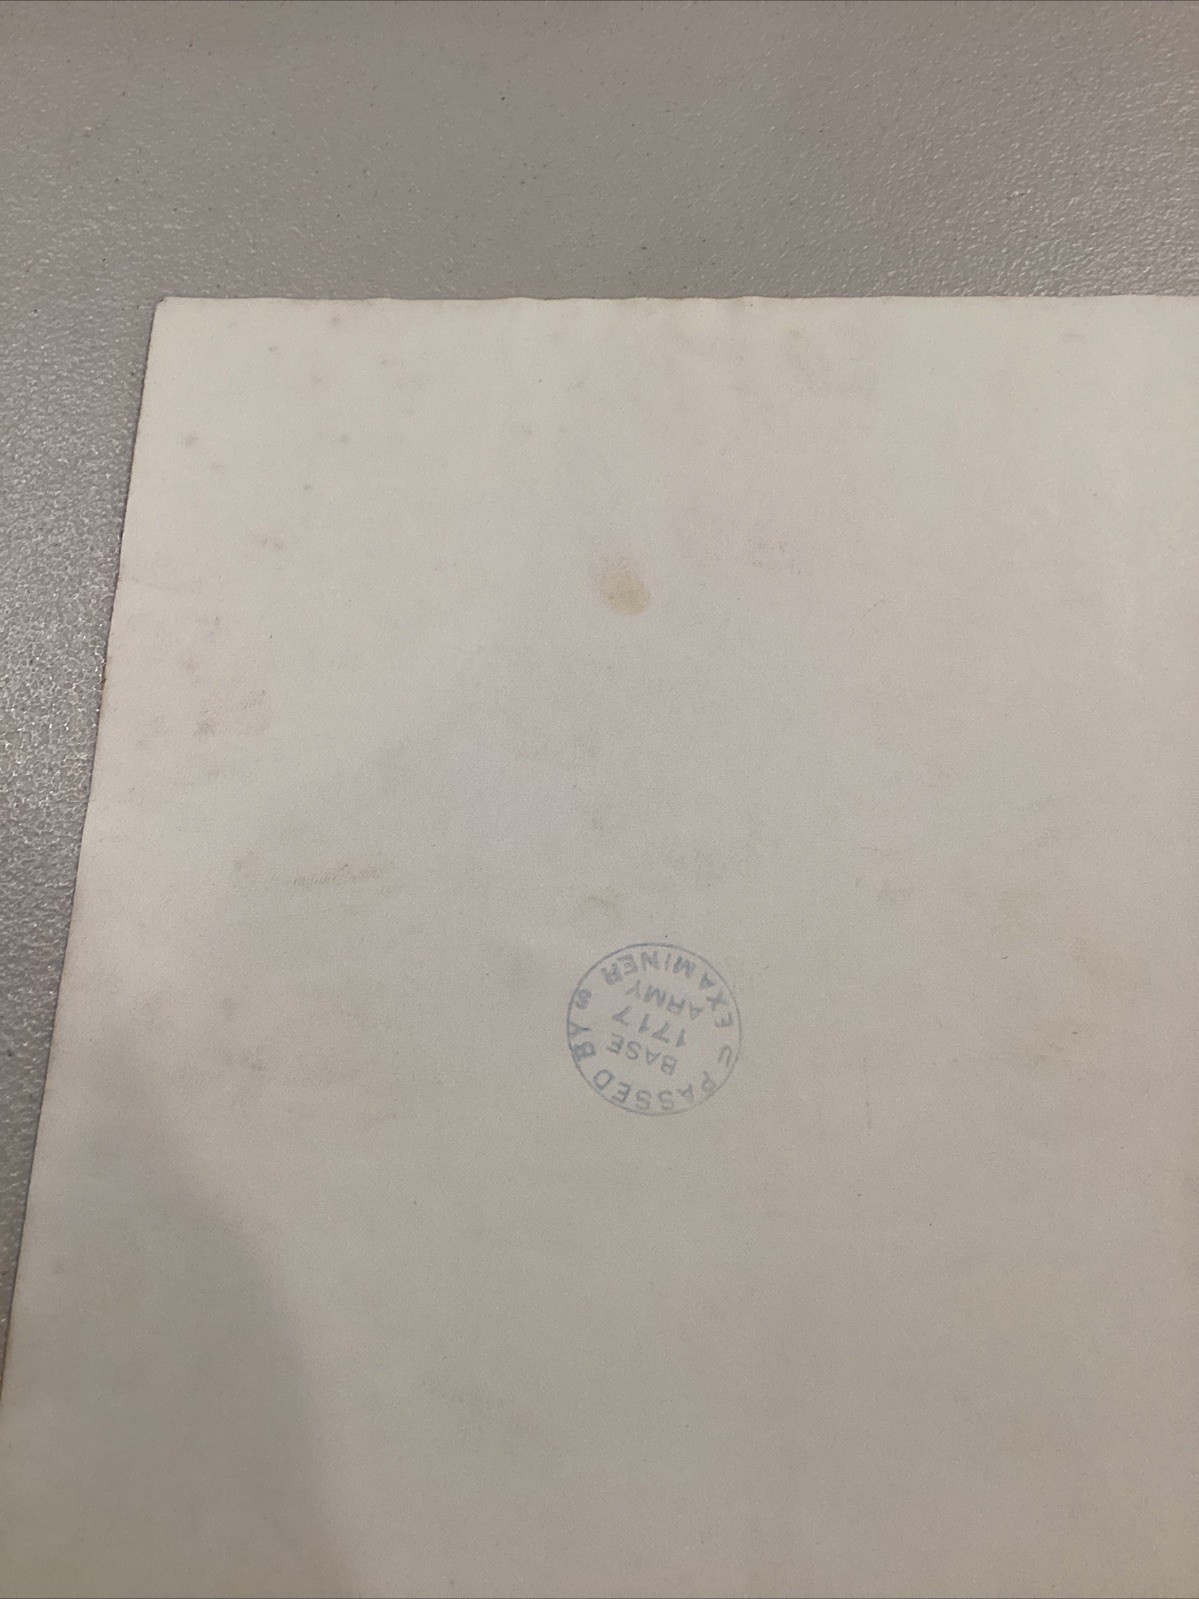 PASSED BY
U S
BASE
1717
ARMY
EXAMINER